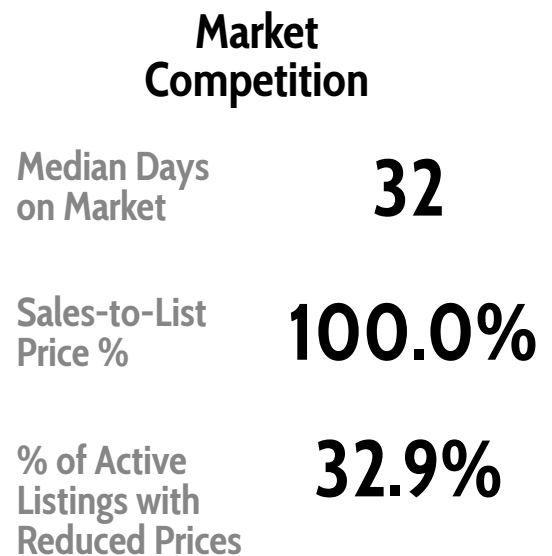 Market
Competition
Median Days
on Market
32
Sales-to-List
Price %
100.0%
% of Active
Listings with
Reduced Prices
32.9%